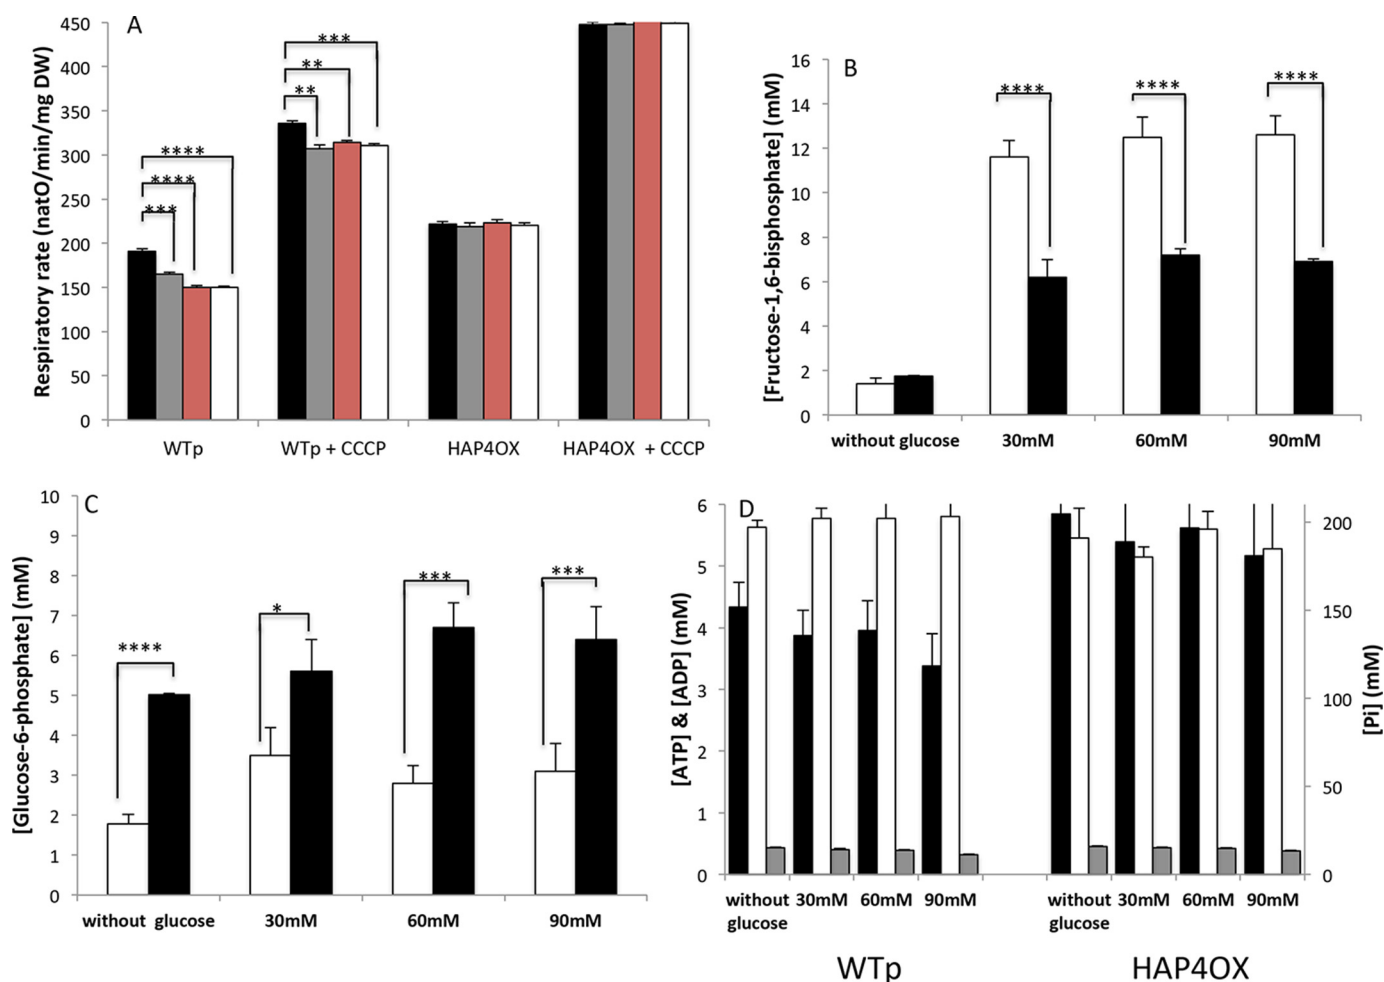 A
Respiratory rate (natO/min/mg DW)
450
400
350
300
250
200
150
100
50
0
***
****
****
**
**
***
WTp
WTp + CCCP
HAP4OX
HAP4OX + CCCP
B
[Fructose-1,6-bisphosphate] (mM)
16
14
12
10
8
6
4
2
0
****
****
****
without glucose
30mM
60mM
90mM
C
[Glucose-6-phosphate] (mM)
10
9
8
7
6
5
4
3
2
1
0
****
*
***
***
without glucose
30mM
60mM
90mM
D
[ATP] & [ADP] (mM)
6
5
4
3
2
1
0
[Pi] (mM)
200
150
100
50
0
without
glucose
30mM
60mM
90mM
without
glucose
30mM
60mM
90mM
WTp
HAP4OX